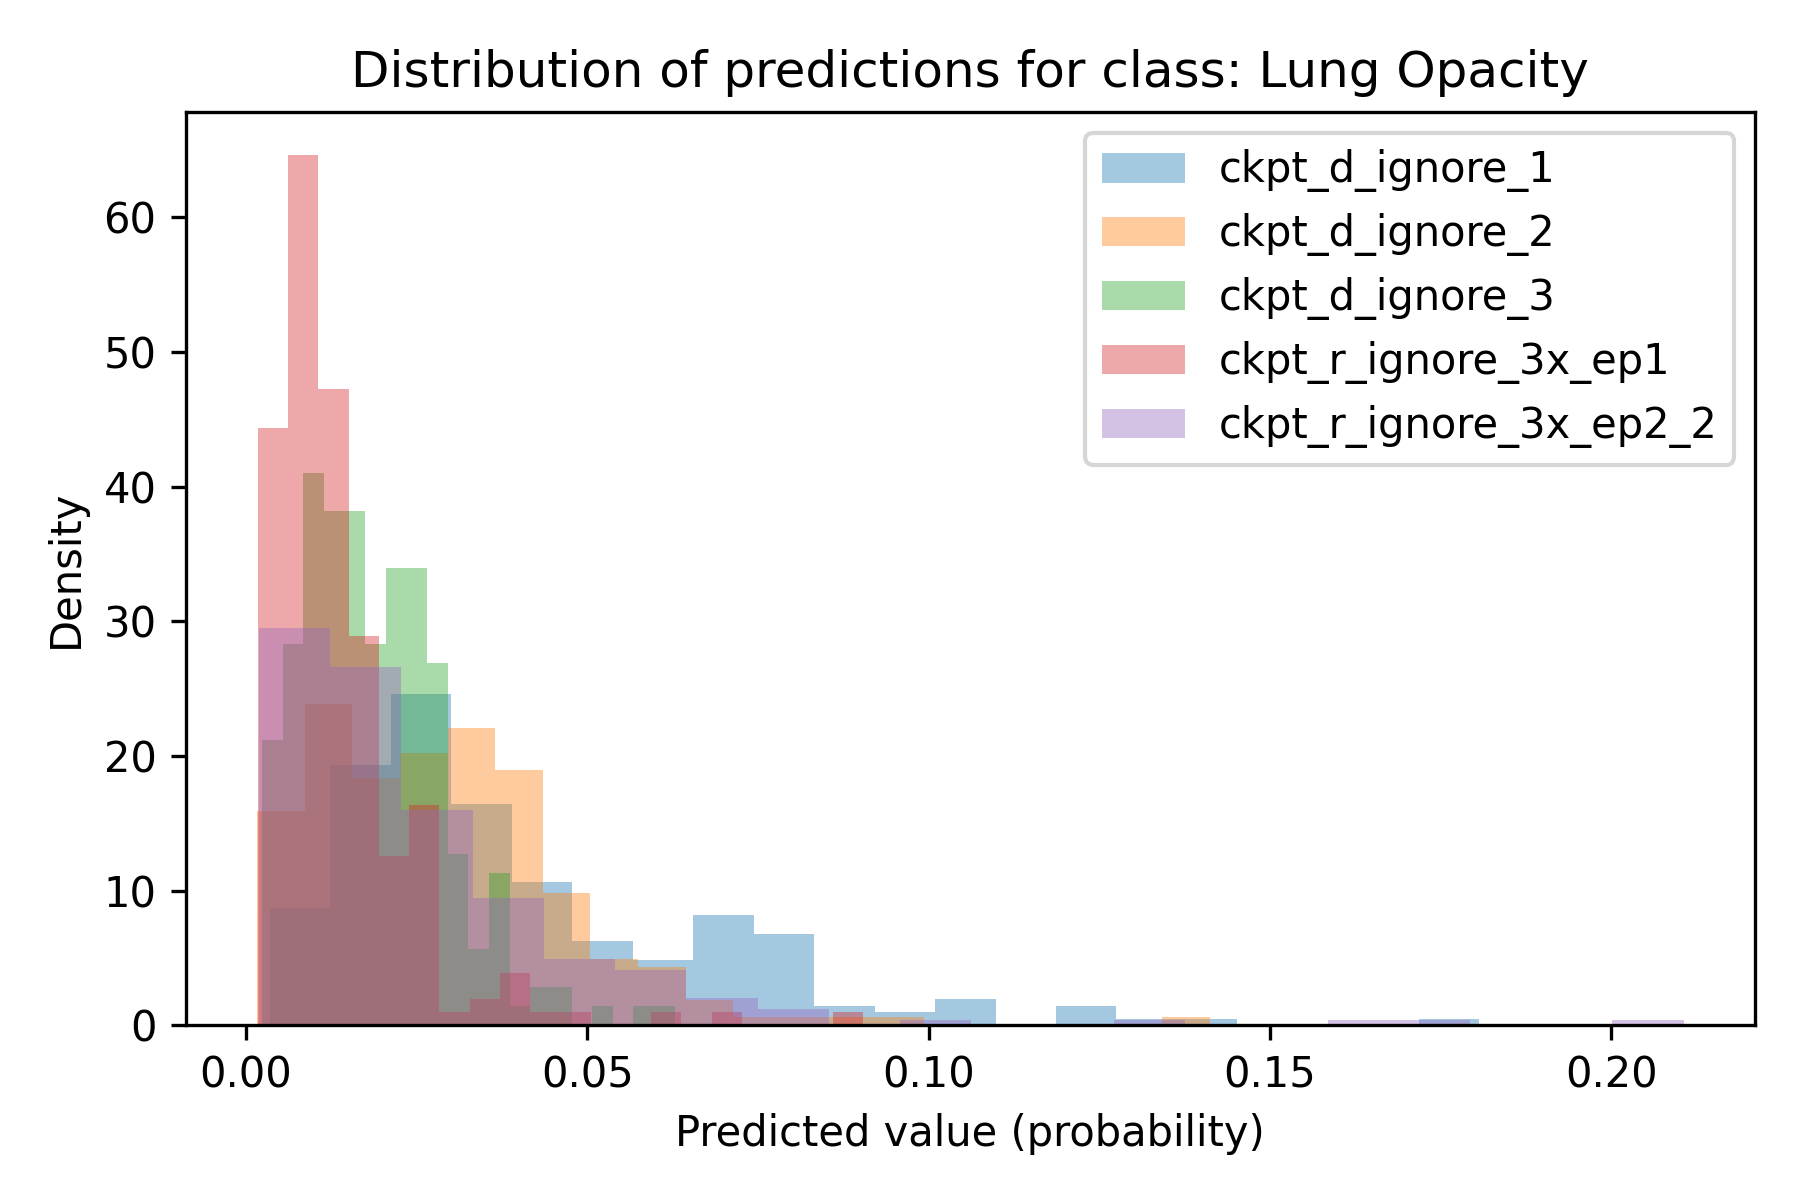 Distribution of predictions for class: Lung Opacity
ckpt_d_ignore_1
ckpt_d_ignore_2
ckpt_d_ignore_3
ckpt_r_ignore_3x_ep1
ckpt_r_ignore_3x_ep2_2
Density
60
50
40
30
20
10
0
0.00 0.05 0.10 0.15 0.20
Predicted value (probability)